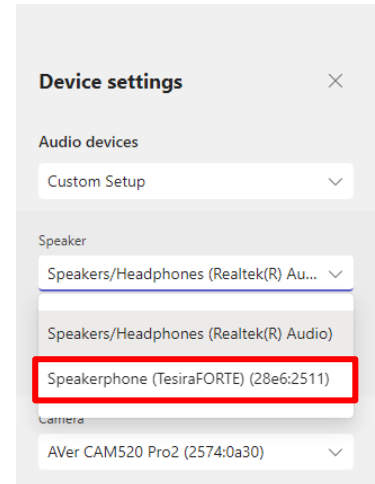 Device settings
Audio devices
Custom Setup
Speaker
Speakers/Headphones (Realtek(R) Au...
Speakers/Headphones (Realtek(R) Audio)
Speakerphone (TesiraFORTE) (28e6:2511)
Camera
AVer CAM520 Pro2 (2574:0a30)